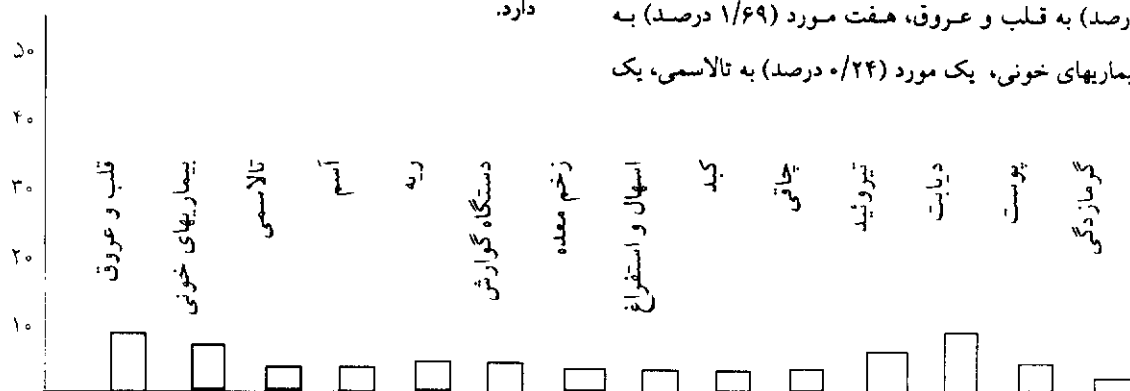 رصد) به قلب و عروق، هفت مورد (۱/۶۹ درصد) به
یماریهای خونی، یک مورد (۰/۲۴ درصد) به تالاسمی، یک
دارد.
۵۰
۴۰
۳۰
۲۰
۱۰
قلب و عروق
بیماریهای خونی
تالاسمی
آسم
ریه
دستگاه گوارش
زخم معده
اسهال و استفراغ
کبد
چاقی
تیروئید
دیابت
پوست
گرمازدگی